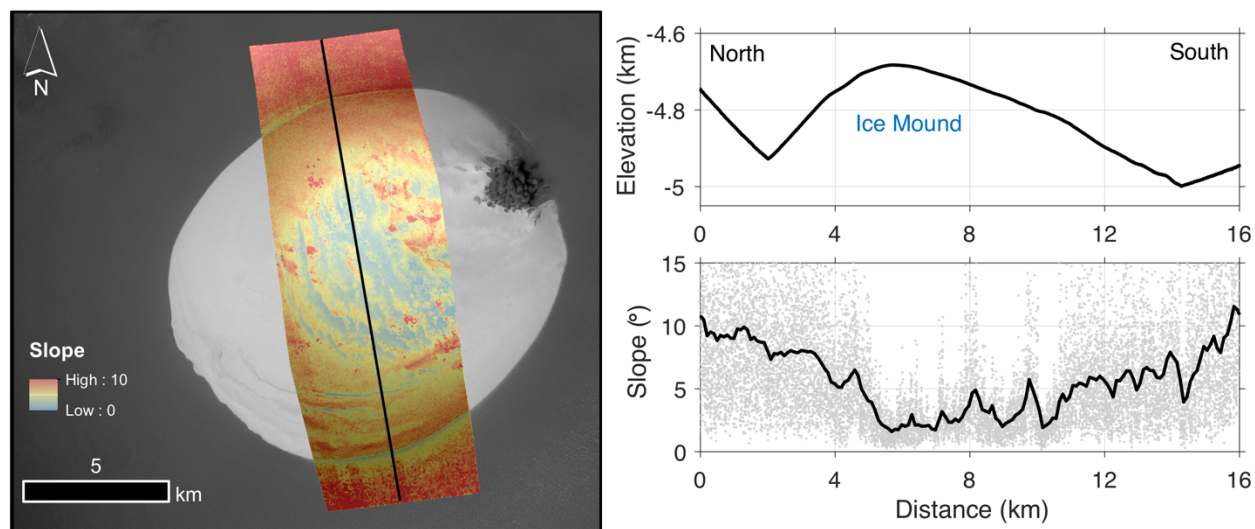 N
Slope
High : 10
Low : 0
5
km
-4.6
-4.8
-5
Elevation (km)
North
South
Ice Mound
0
4
8
12
16
15
10
5
0
Slope (º)
0
4
8
12
16
Distance (km)